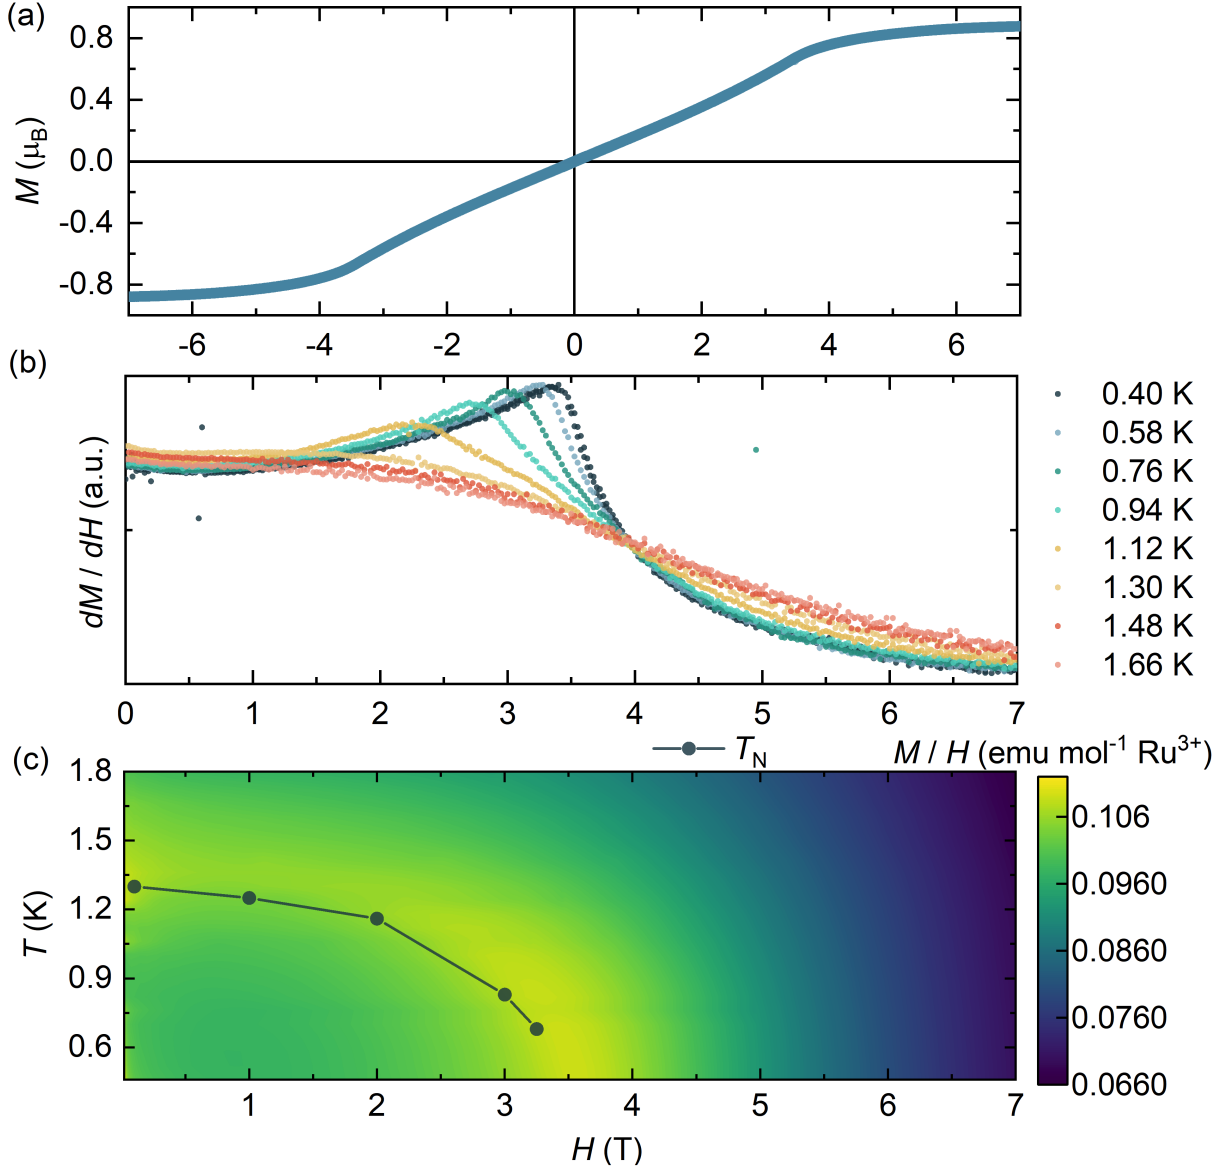 (a)
M (μB)
0.8
0.4
0.0
-0.4
-0.8
-6 -4 -2 0 2 4 6
(b)
dM / dH (a.u.)
0 1 2 3 4 5 6 7
0.40 K
0.58 K
0.76 K
0.94 K
1.12 K
1.30 K
1.48 K
1.66 K
(c)
TN
M / H (emu mol-1 Ru3+)
T (K)
1.8
1.5
1.2
0.9
0.6
1 2 3 4 5 6 7
H (T)
0.106
0.0960
0.0860
0.0760
0.0660